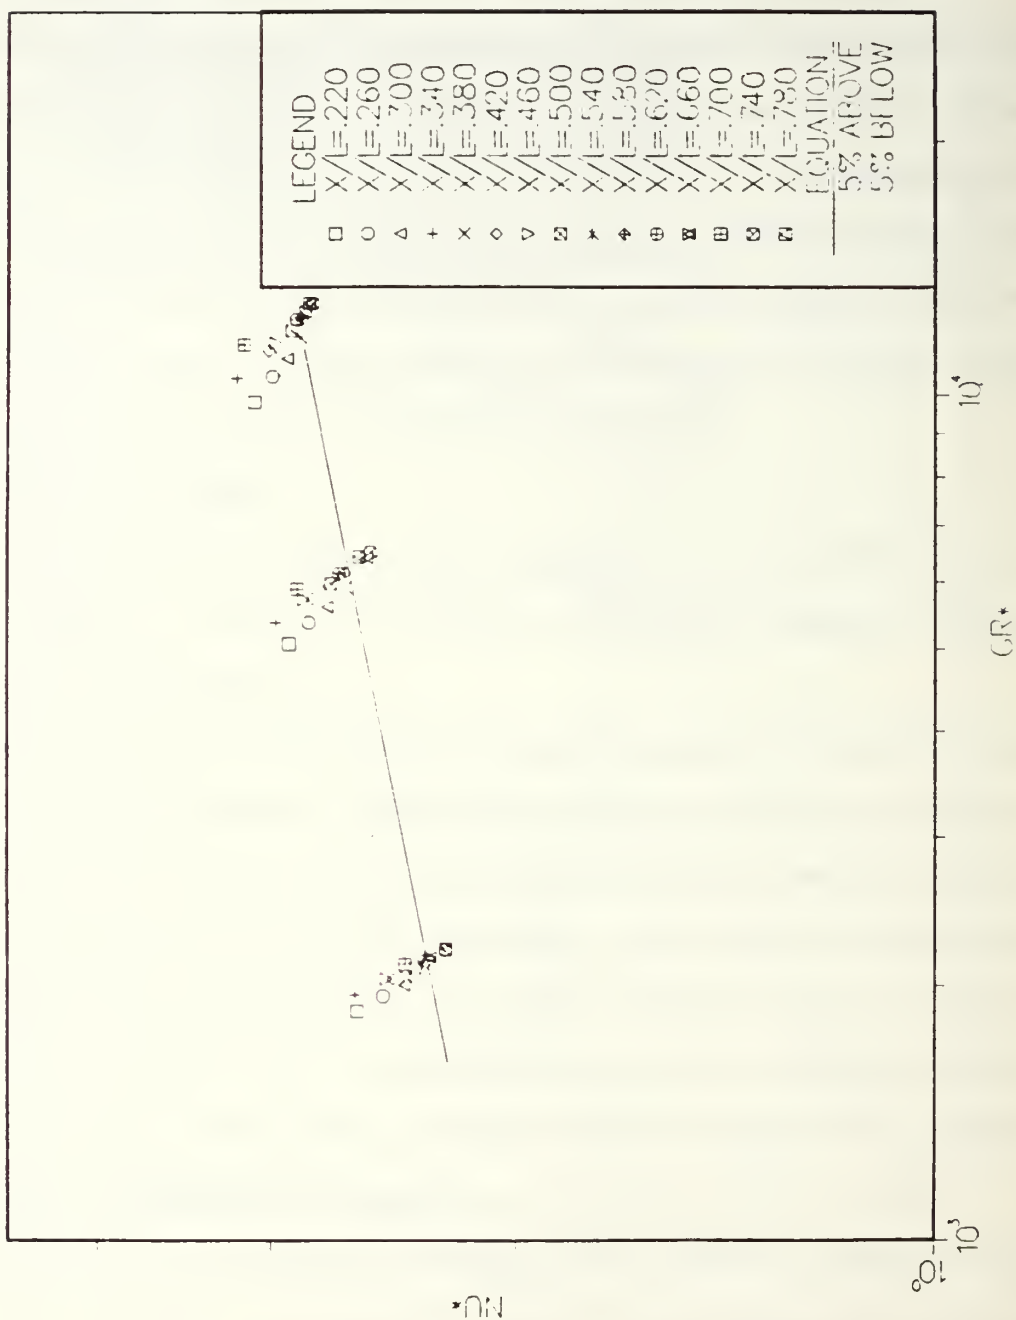 NU*
10⁰
10³
10⁴
GR*
LEGEND
X/L=.220
X/L=.260
X/L=.300
X/L=.340
X/L=.380
X/L=.420
X/L=.460
X/L=.500
X/L=.540
X/L=.580
X/L=.620
X/L=.660
X/L=.700
X/L=.740
X/L=.780
EQUATION
5% ABOVE
5% BELOW